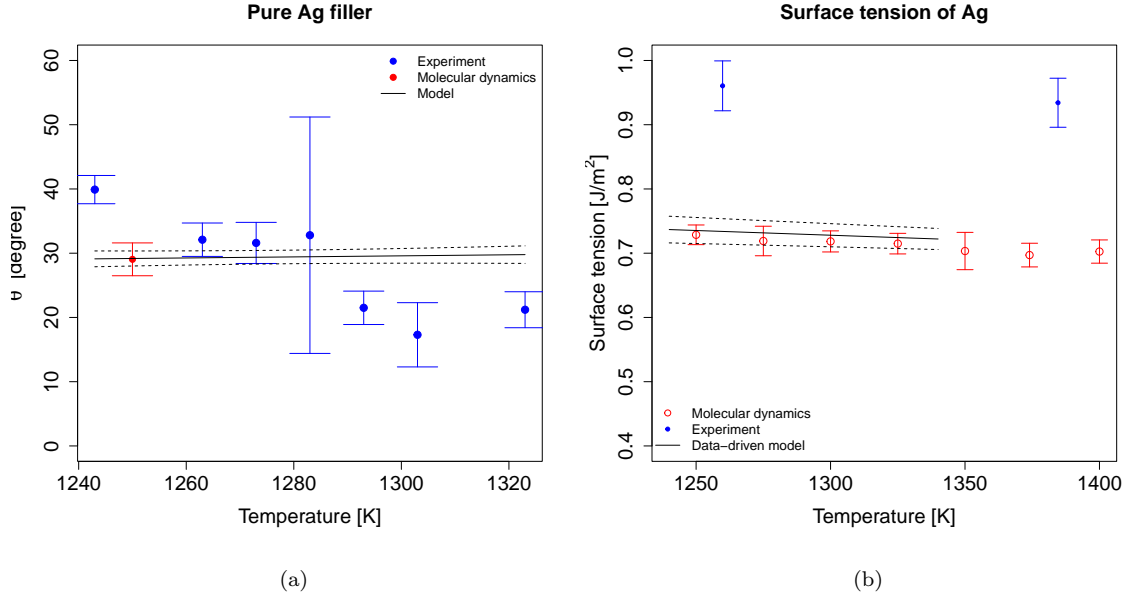 Pure Ag filler
60
50
40
30
20
10
0
θ [degree]
Experiment
Molecular dynamics
Model
1240 1260 1280 1300 1320
Temperature [K]
(a)
Surface tension of Ag
1.0
0.9
0.8
0.7
0.6
0.5
0.4
Surface tension [J/m²]
Molecular dynamics
Experiment
Data−driven model
1250 1300 1350 1400
Temperature [K]
(b)